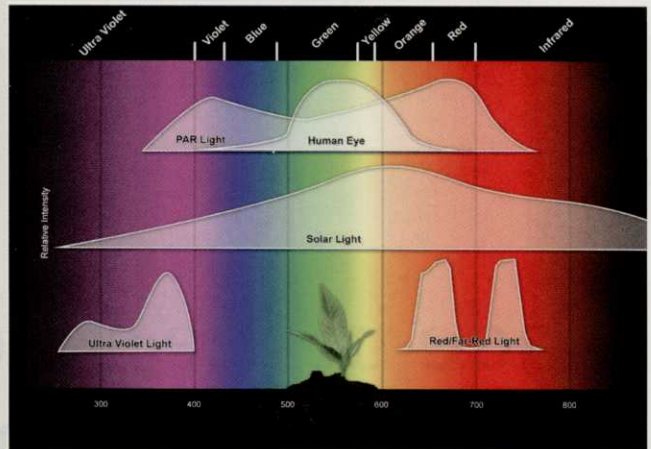 Ultra Violet
Violet
Blue
Green
Yellow
Orange
Red
Infrared
PAR Light
Human Eye
Relative Intensity
Solar Light
Ultra Violet Light
Red/Far-Red Light
300 400 500 600 700 800